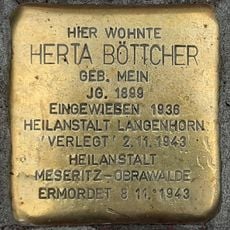 HIER WOHNTE
HERTA BÖTTCHER
GEB. MEIN
JG. 1899
EINGEWIESEN 1936
HEILANSTALT LANGENHORN
'VERLEGT' 2.11.1943
HEILANSTALT
MESERITZ-OBRAWALDE
ERMORDET 8.11.1943